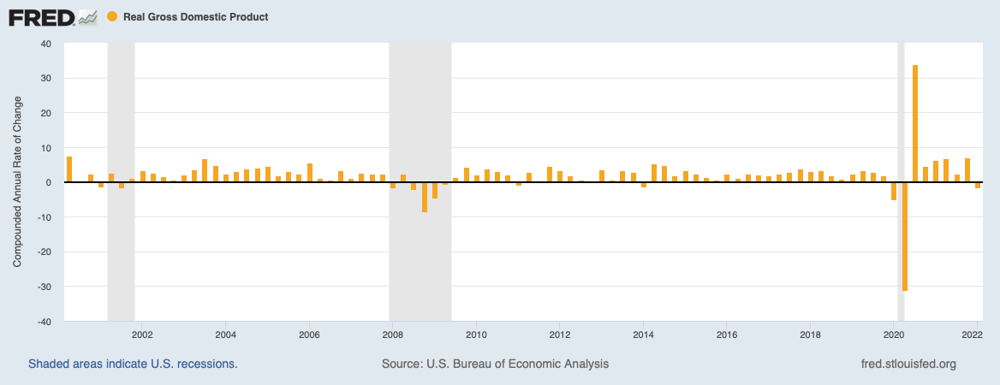 FRED
Real Gross Domestic Product
Compounded Annual Rate of Change
40
30
20
10
0
-10
-20
-30
-40
2002 2004 2006 2008 2010 2012 2014 2016 2018 2020 2022
Shaded areas indicate U.S. recessions. Source: U.S. Bureau of Economic Analysis fred.stlouisfed.org